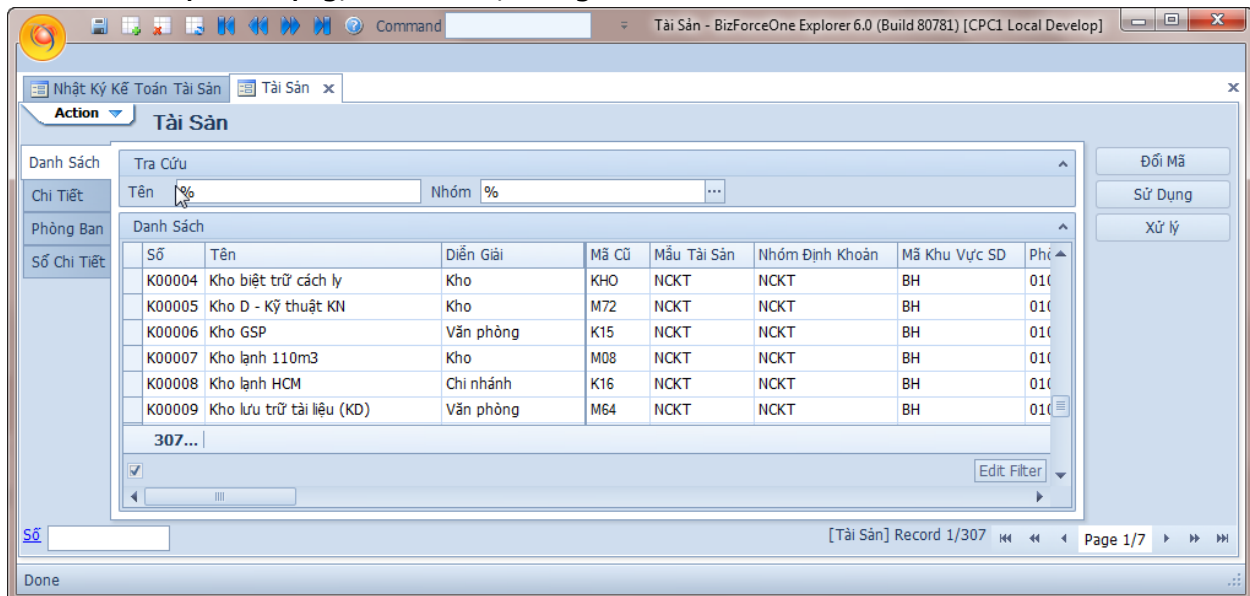 Command Tài Sản - BizForceOne Explorer 6.0 (Build 80781) [CPC1 Local Develop]
Nhật Ký Kế Toán Tài Sản Tài Sản
Action Tài Sản
Danh Sách
Chi Tiết
Phòng Ban
Sổ Chi Tiết
Tra Cứu
Tên % Nhóm % ...
Danh Sách
Số Tên Diễn Giải Mã Cũ Mẫu Tài Sản Nhóm Định Khoản Mã Khu Vực SD
K00004 Kho biệt trữ cách ly Kho KHO NCKT NCKT BH 010
K00005 Kho D - Kỹ thuật KN Kho M72 NCKT NCKT BH 010
K00006 Kho GSP Văn phòng K15 NCKT NCKT BH 010
K00007 Kho lạnh 110m3 Kho M08 NCKT NCKT BH 010
K00008 Kho lạnh HCM Chi nhánh K16 NCKT NCKT BH 010
K00009 Kho lưu trữ tài liệu (KD) Văn phòng M64 NCKT NCKT BH 010
307...
Edit Filter
Đổi Mã
Sử Dụng
Xử lý
Số [Tài Sản] Record 1/307 Page 1/7
Done